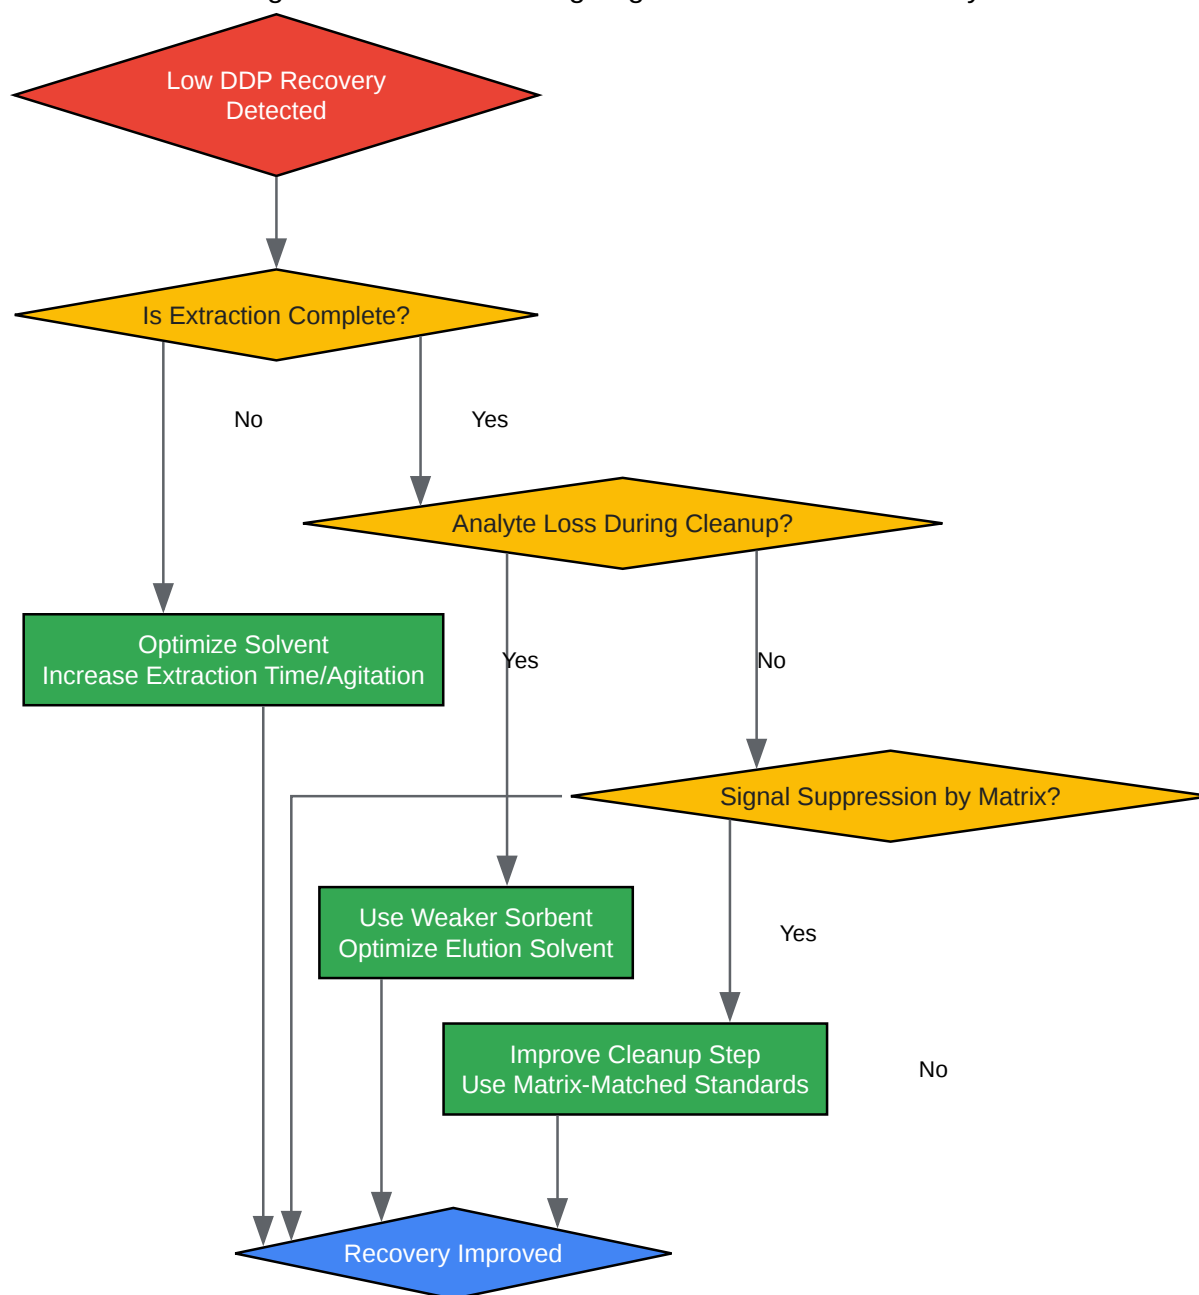 Low DDP Recovery
Detected
Is Extraction Complete?
No
Yes
Analyte Loss During Cleanup?
Optimize Solvent
Increase Extraction Time/Agitation
Yes
No
Signal Suppression by Matrix?
Use Weaker Sorbent
Optimize Elution Solvent
Yes
Improve Cleanup Step
Use Matrix-Matched Standards
No
Recovery Improved